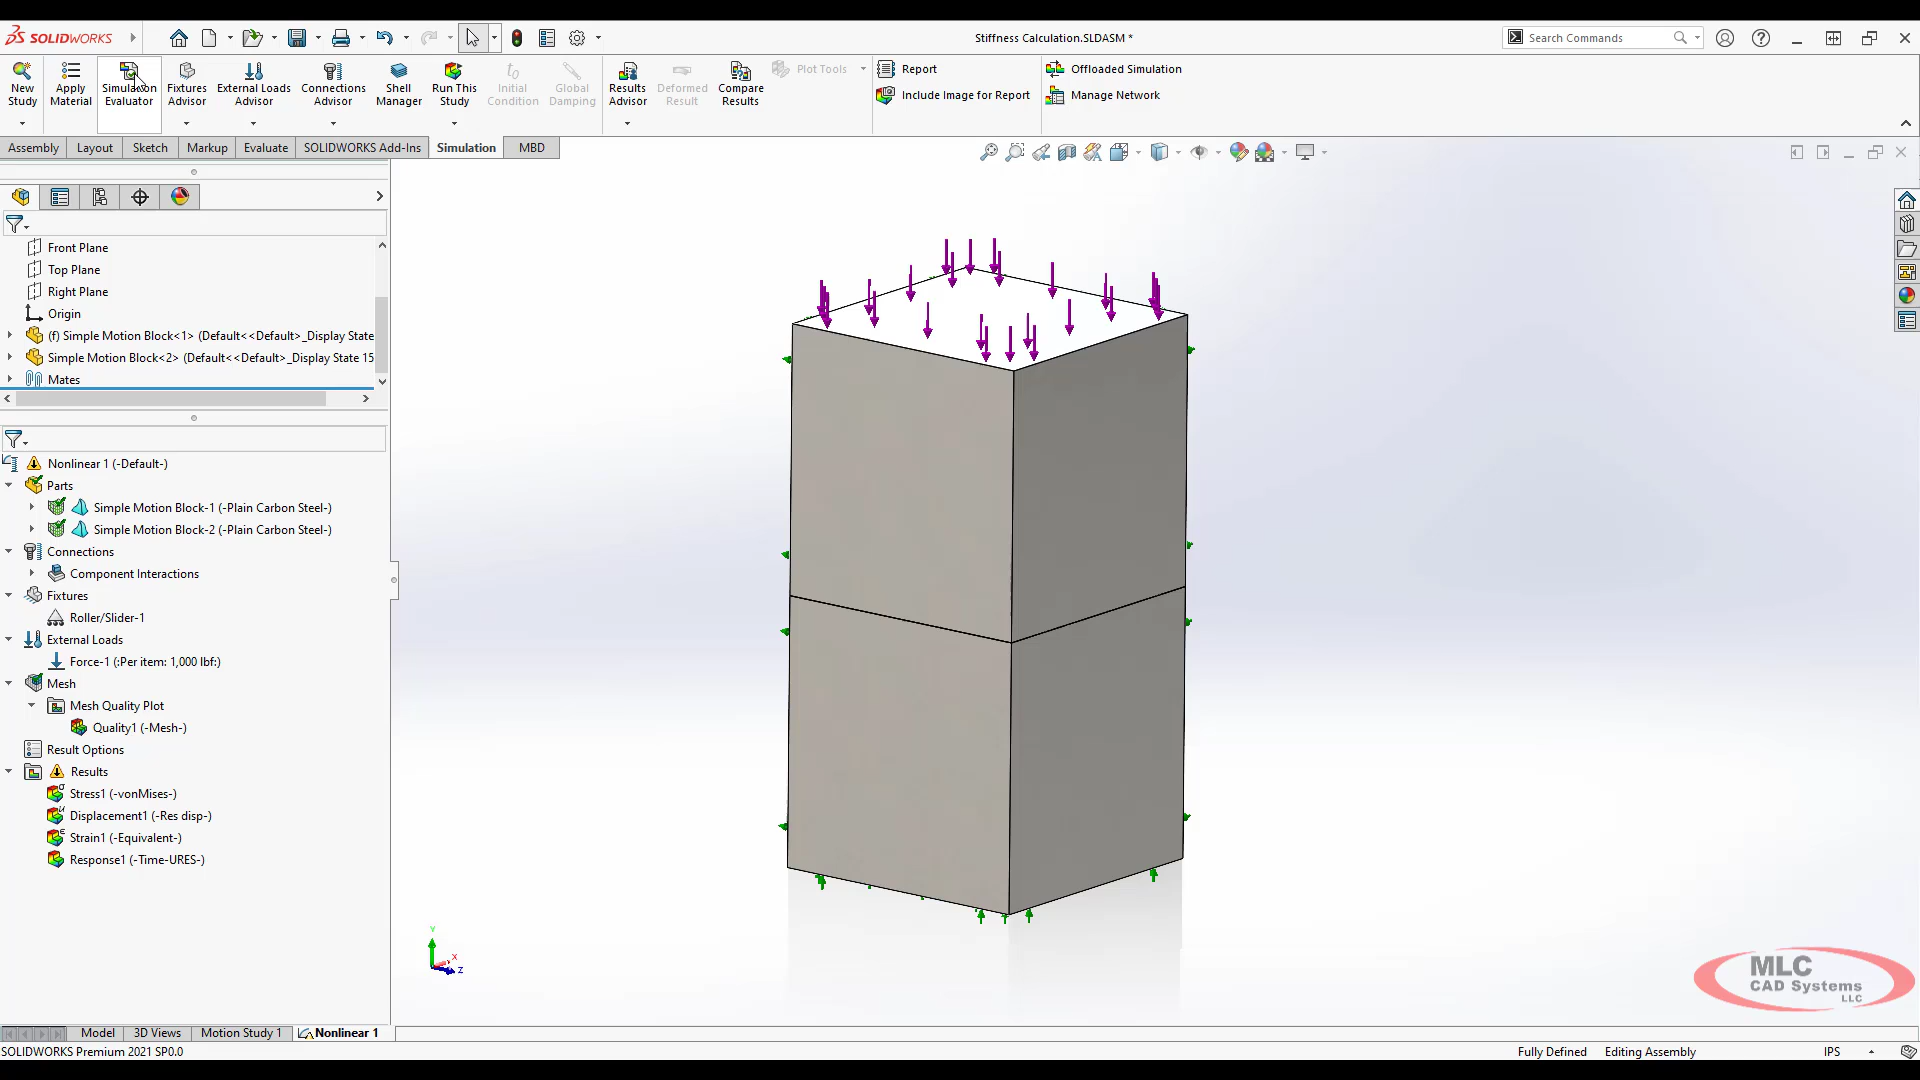 SOLIDWORKS
Stiffness Calculation.SLDASM *
Search Commands
New Study
Apply Material
Simulation Evaluator
Fixtures Advisor
External Loads Advisor
Connections Advisor
Shell Manager
Run This Study
Initial Condition
Global Damping
Results Advisor
Deformed Result
Compare Results
Plot Tools
Report
Include Image for Report
Offloaded Simulation
Manage Network
Assembly
Layout
Sketch
Markup
Evaluate
SOLIDWORKS Add-Ins
Simulation
MBD
Front Plane
Top Plane
Right Plane
Origin
(f) Simple Motion Block<1> (Default<<Default>_Display State
Simple Motion Block<2> (Default<<Default>_Display State 15
Mates
Nonlinear 1 (-Default-)
Parts
Simple Motion Block-1 (-Plain Carbon Steel-)
Simple Motion Block-2 (-Plain Carbon Steel-)
Connections
Component Interactions
Fixtures
Roller/Slider-1
External Loads
Force-1 (:Per item: 1,000 lbf:)
Mesh
Mesh Quality Plot
Quality1 (-Mesh-)
Result Options
Results
Stress1 (-vonMises-)
Displacement1 (-Res disp-)
Strain1 (-Equivalent-)
Response1 (-Time-URES-)
Y
X
Z
MLC
CAD Systems
LLC
Model
3D Views
Motion Study 1
Nonlinear 1
SOLIDWORKS Premium 2021 SP0.0
Fully Defined
Editing Assembly
IPS